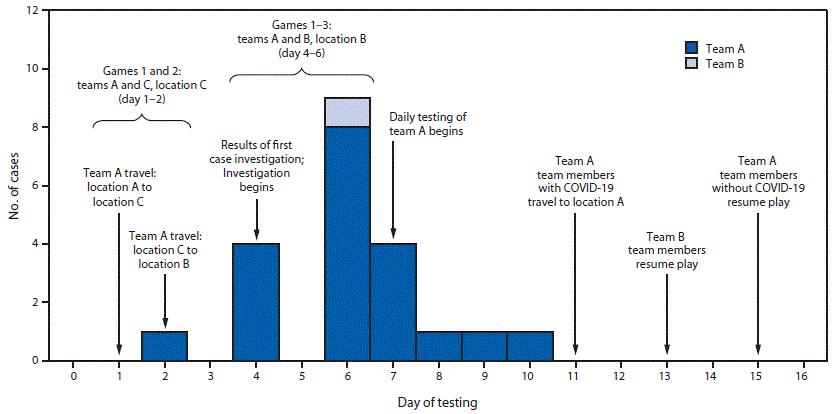 12
10
8
6
4
2
0
No. of cases
Games 1 and 2:
teams A and C, location C
(day 1–2)
Games 1–3:
teams A and B, location B
(day 4–6)
Team A
Team B
Team A travel:
location A to
location C
Team A travel:
location C to
location B
Results of first
case investigation;
Investigation
begins
Daily testing of
team A begins
Team A
team members
with COVID-19
travel to location A
Team B
team members
resume play
Team A
team members
without COVID-19
resume play
0 1 2 3 4 5 6 7 8 9 10 11 12 13 14 15 16
Day of testing